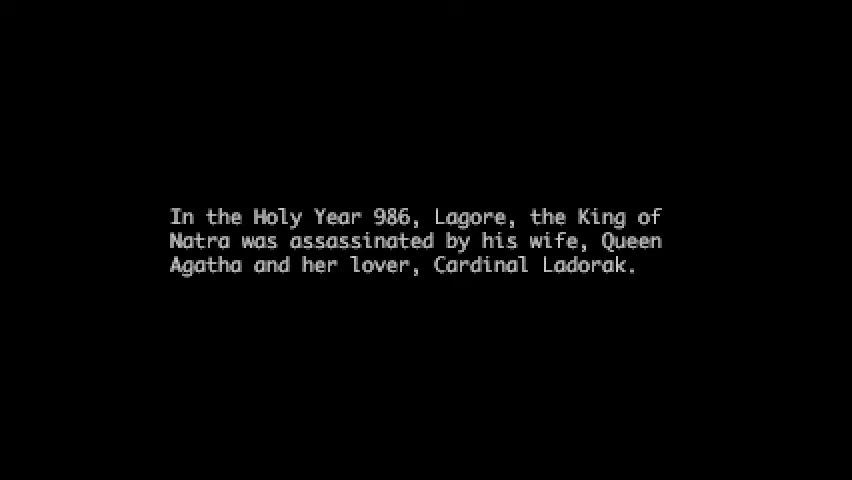 In the Holy Year 986, Lagore, the King of
Natra was assassinated by his wife, Queen
Agatha and her lover, Cardinal Ladorak.